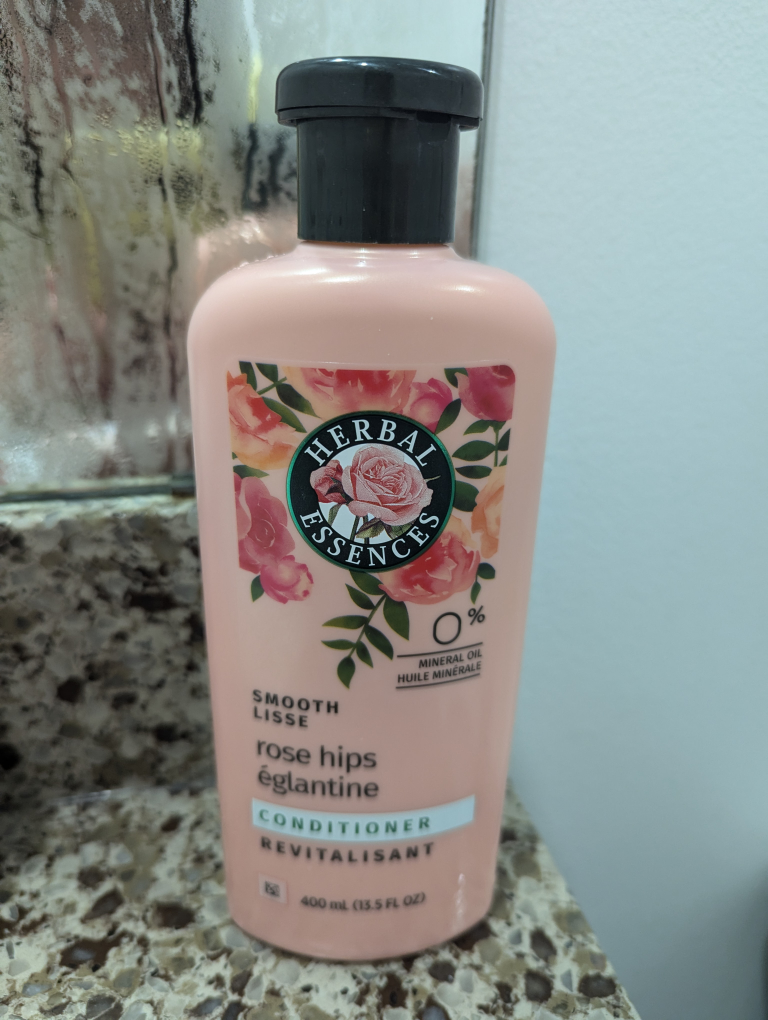 HERBAL
ESSENCES
0%
MINERAL OIL
HUILE MINÉRALE
SMOOTH
LISSE
rose hips
églantine
CONDITIONER
REVITALISANT
400 mL (13.5 FL OZ)